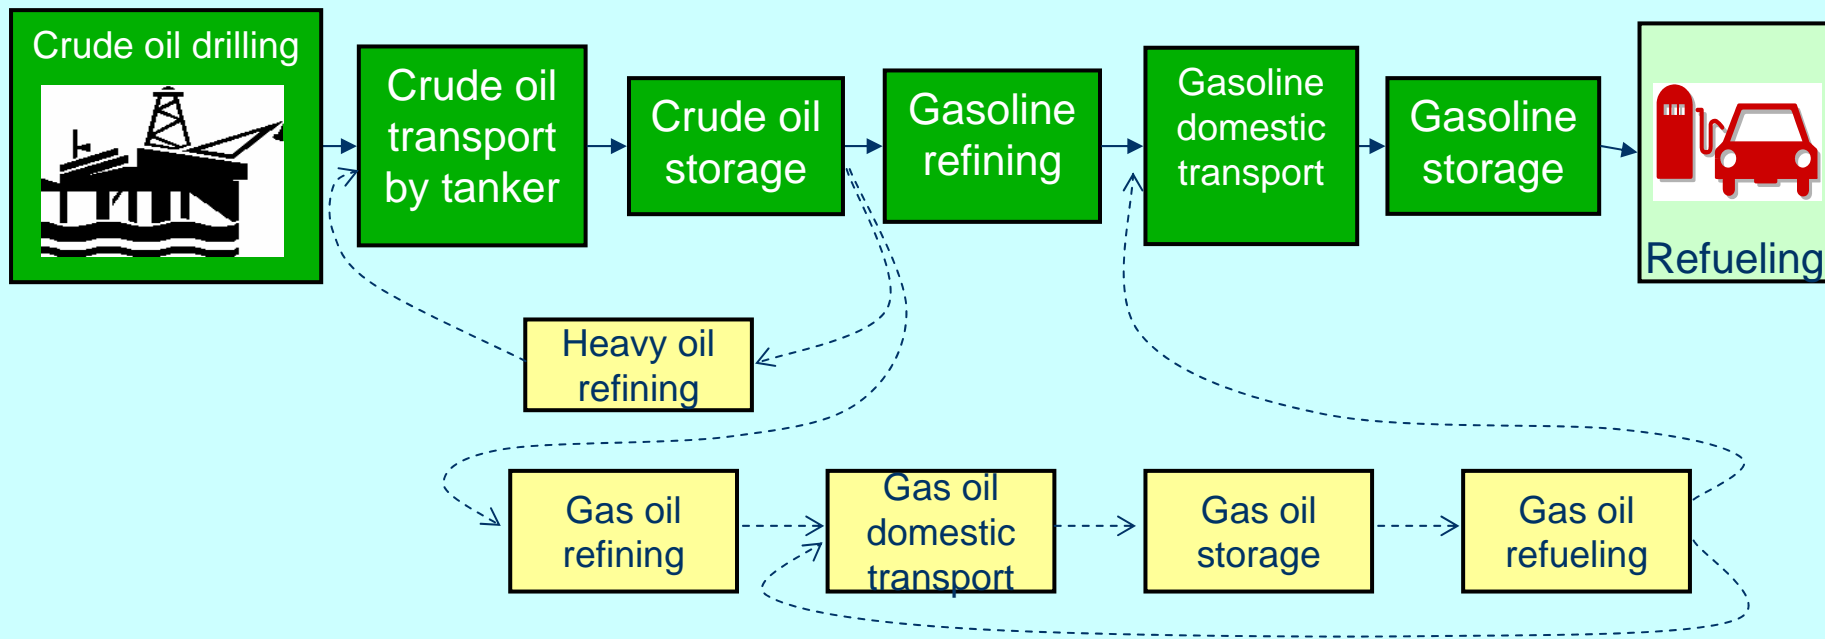 Crude oil drilling
Crude oil
transport
by tanker
Crude oil
storage
Gasoline
refining
Gasoline
domestic
transport
Gasoline
storage
Refueling
Heavy oil
refining
Gas oil
refining
Gas oil
domestic
transport
Gas oil
storage
Gas oil
refueling